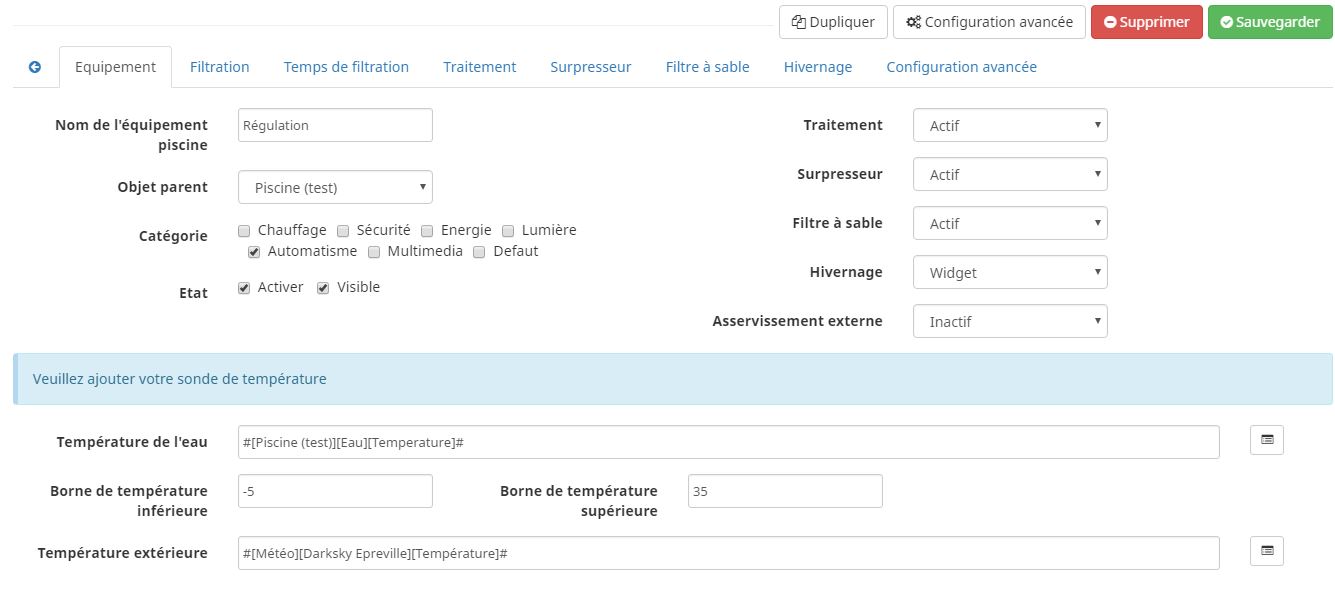 Dupliquer Configuration avancée Supprimer Sauvegarder
Equipement Filtration Temps de filtration Traitement Surpresseur Filtre à sable Hivernage Configuration avancée
Nom de l'équipement
piscine
Régulation
Objet parent
Piscine (test)
Catégorie
Chauffage Sécurité Energie Lumière
Automatisme Multimedia Defaut
Etat
Activer Visible
Traitement
Actif
Surpresseur
Actif
Filtre à sable
Actif
Hivernage
Widget
Asservissement externe
Inactif
Veuillez ajouter votre sonde de température
Température de l'eau
#[Piscine (test)][Eau][Temperature]#
Borne de température
inférieure
-5
Borne de température
supérieure
35
Température extérieure
#[Météo][Darksky Epreville][Température]#